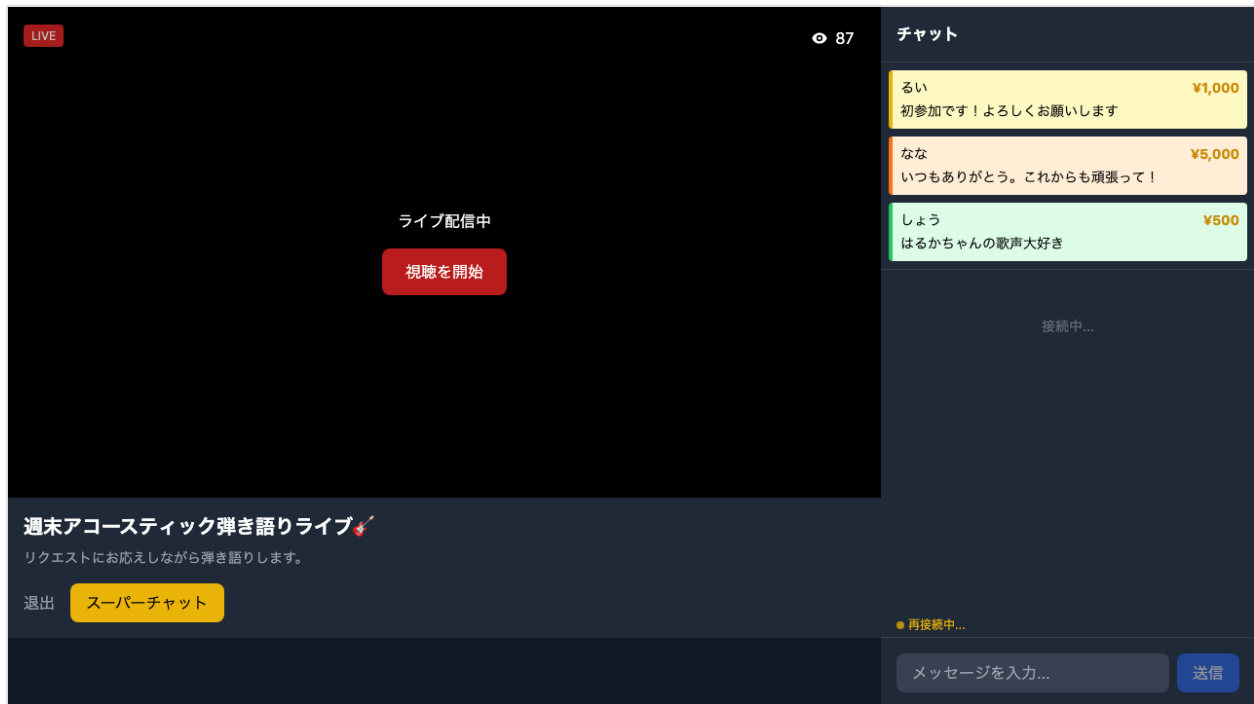 LIVE
87
ライブ配信中
視聴を開始
週末アコースティック弾き語りライブ🎸
リクエストにお応えしながら弾き語りします。
退出
スーパーチャット
チャット
るい ¥1,000
初参加です！よろしくお願いします
なな ¥5,000
いつもありがとう。これからも頑張って！
しょう ¥500
はるかちゃんの歌声大好き
接続中...
再接続中...
メッセージを入力...
送信